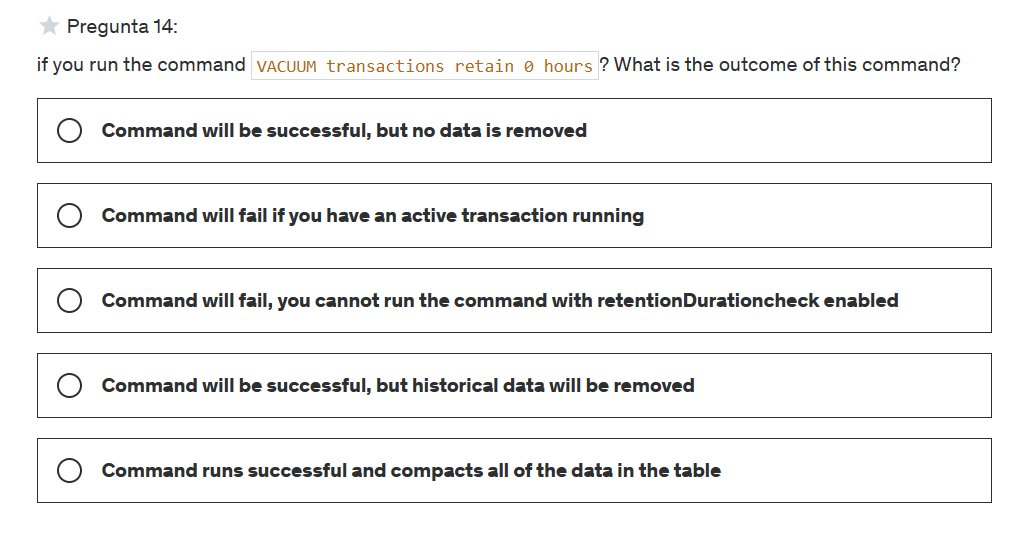 Pregunta 14:
if you run the command VACUUM transactions retain 0 hours? What is the outcome of this command?
Command will be successful, but no data is removed
Command will fail if you have an active transaction running
Command will fail, you cannot run the command with retentionDurationcheck enabled
Command will be successful, but historical data will be removed
Command runs successful and compacts all of the data in the table